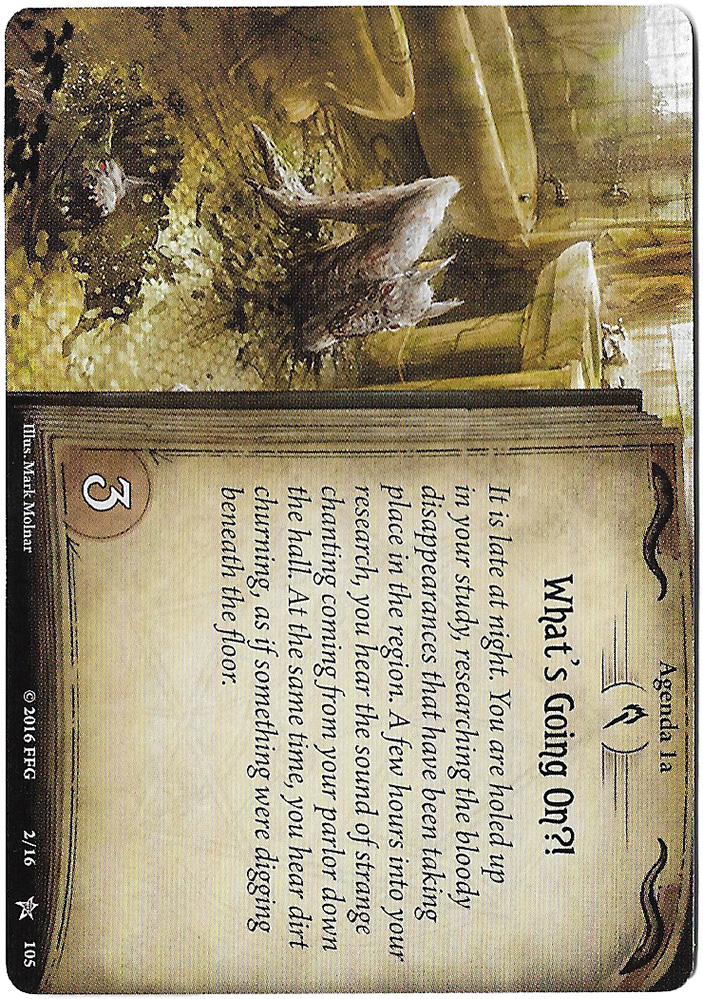 Agenda 1a
What's Going On?!
It is late at night. You are holed up
in your study, researching the bloody
disappearances that have been taking
place in the region. A few hours into your
research, you hear the sound of strange
chanting coming from your parlor down
the hall. At the same time, you hear dirt
churning, as if something were digging
beneath the floor.
3
Illus. Mark Molnar
© 2016 FFG
2/16
105